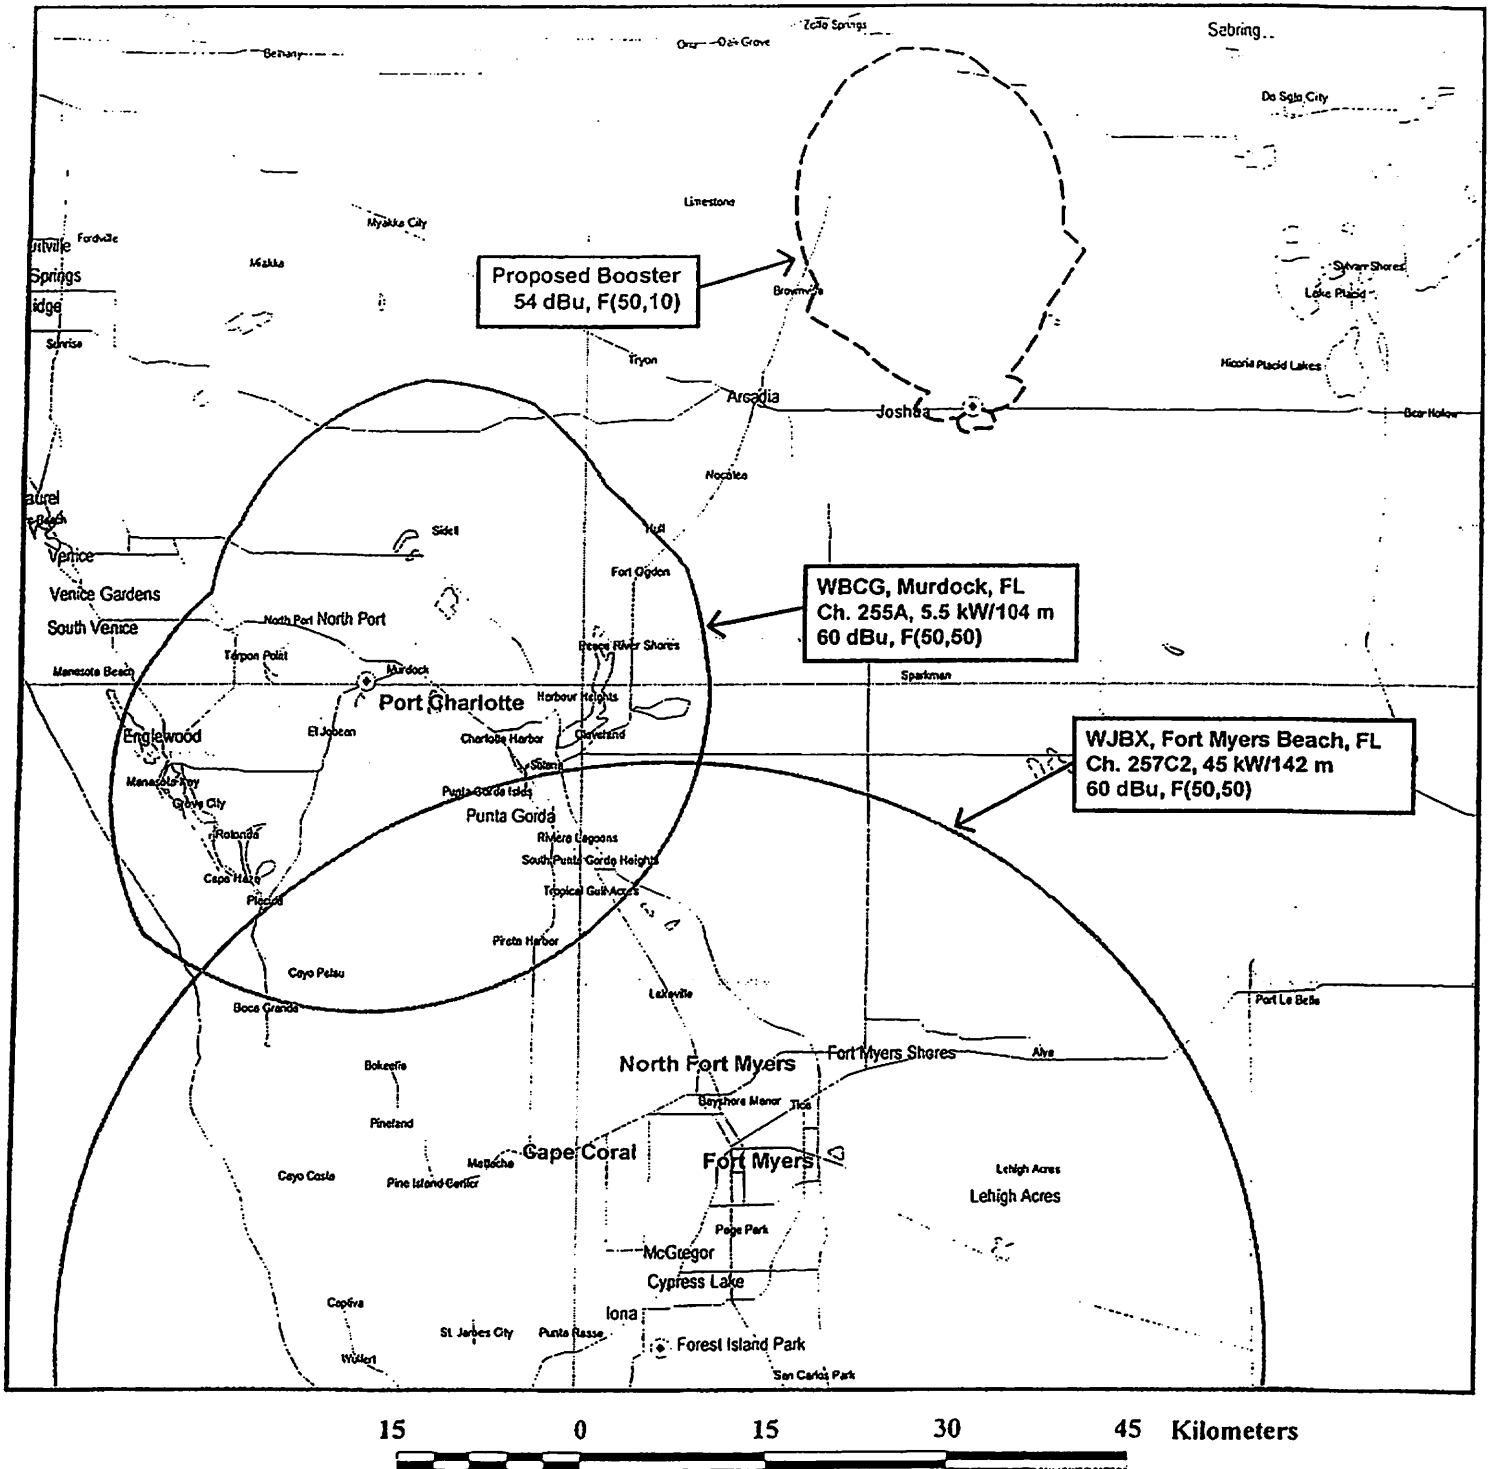 Zolfo Springs
Sebring
Bethany
Ona
Oak Grove
De Soto City
Limestone
Myakka City
Fordville
Springs
idge
Miakka
Sylvan Shores
Lake Placid
Proposed Booster
54 dBu, F(50,10)
Brownville
Sunrise
Tryon
Hicoria
Placid Lakes
Arcadia
Joshua
Bear Hollow
Nocatea
aurel
Beach
Sidell
Hull
Venice
Fort Ogden
Venice Gardens
WBCG, Murdock, FL
Ch. 255A, 5.5 kW/104 m
60 dBu, F(50,50)
South Venice
North Port
North Port
Peace River Shores
Tarpon Point
Manasota Beach
Murdock
Sparkman
Port Charlotte
Harbour Heights
El Jobean
Englewood
Charlotte Harbor
Cleveland
WJBX, Fort Myers Beach, FL
Ch. 257C2, 45 kW/142 m
60 dBu, F(50,50)
Solana
Manasota Key
Punta Gorda Isles
Grove City
Punta Gorda
Rotonda
Riviera Lagoons
South Punta Gorda Heights
Cape Haze
Tropical Gulf Acres
Placida
Pirate Harbor
Cayo Pelau
Lakeville
Boca Grande
Port La Belle
North Fort Myers
Fort Myers Shores
Alva
Bokeelia
Bayshore Manor
Tice
Pineland
Cape Coral
Fort Myers
Matlacha
Cayo Costa
Pine Island Center
Lehigh Acres
Lehigh Acres
Page Park
McGregor
Cypress Lake
Captiva
Iona
St. James City
Punta Rassa
Forest Island Park
Wulfert
San Carlos Park
15 0 15 30 45 Kilometers